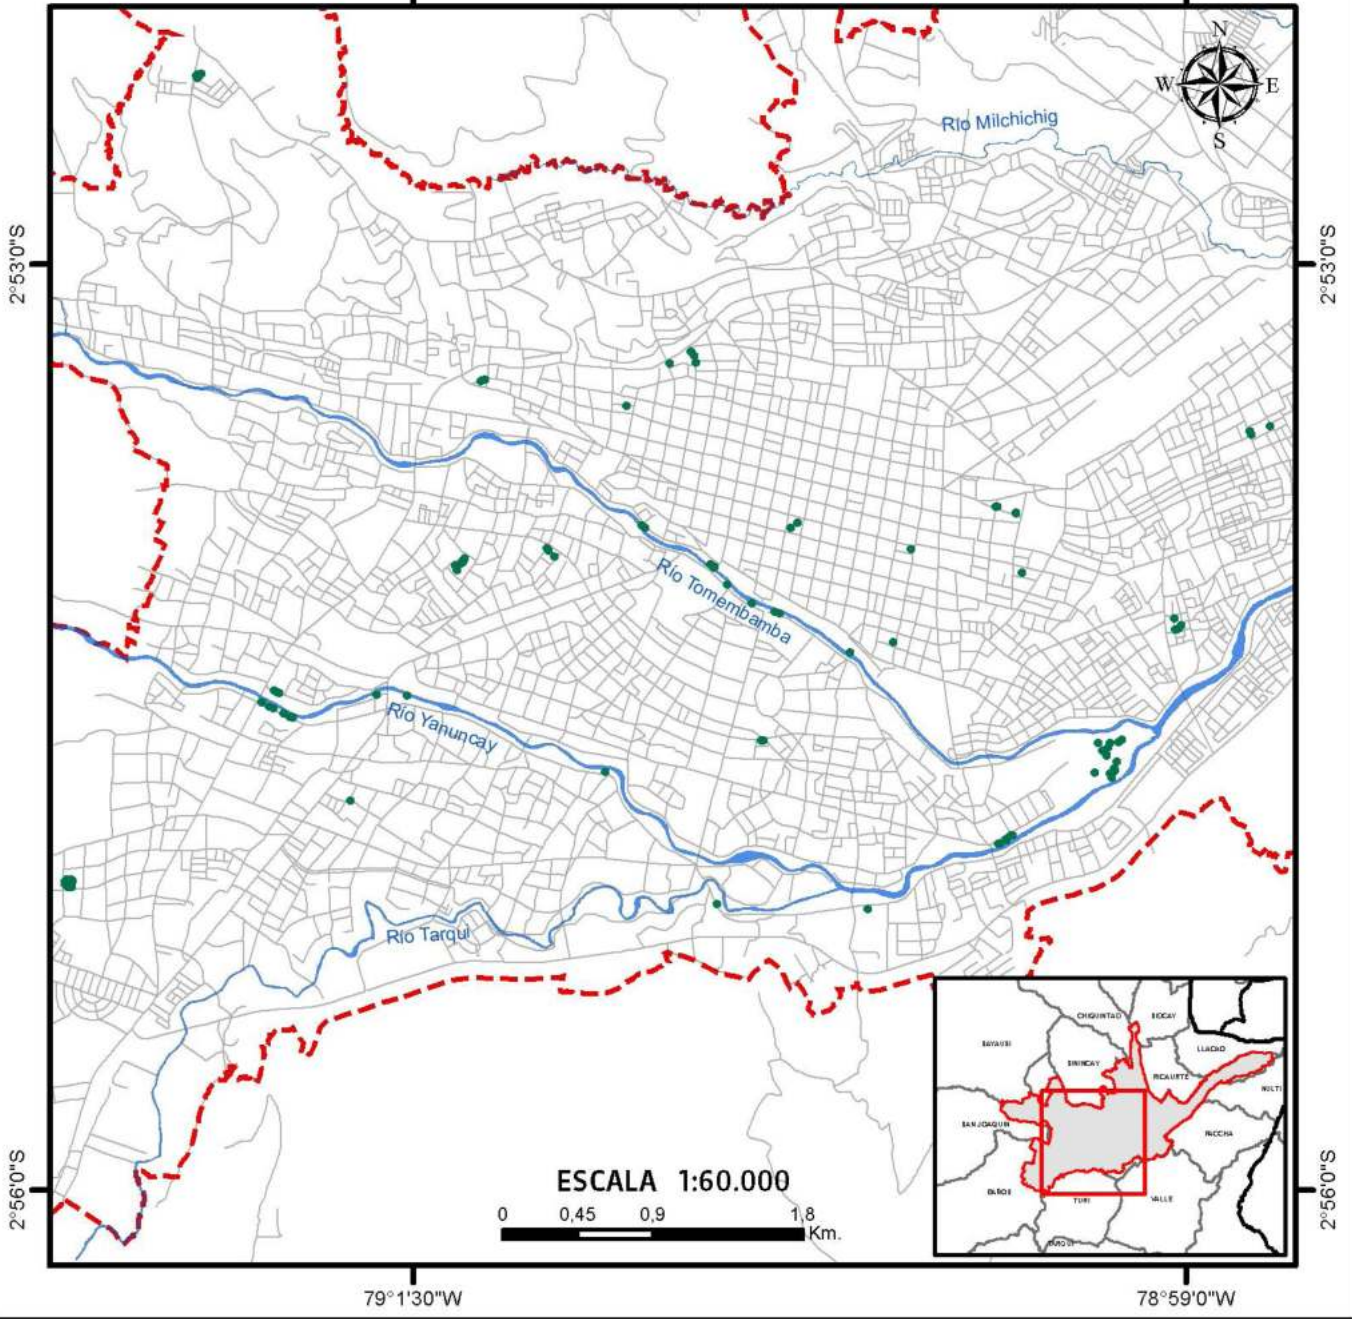 N
W E
S
Río Milchichig
2°53'0"S
2°53'0"S
Río Tomembamba
Río Yanuncay
Río Tarqui
ESCALA 1:60.000
0 0,45 0,9 1,8
Km.
CHIQUINTAD
SIDCAY
SAYAUSI
LLACAO
SININCAY
RICAURTE
NULTI
SAN JOAQUIN
PACCHA
BAÑOS
TURI
VALLE
TARQUI
2°56'0"S
2°56'0"S
79°1'30"W
78°59'0"W